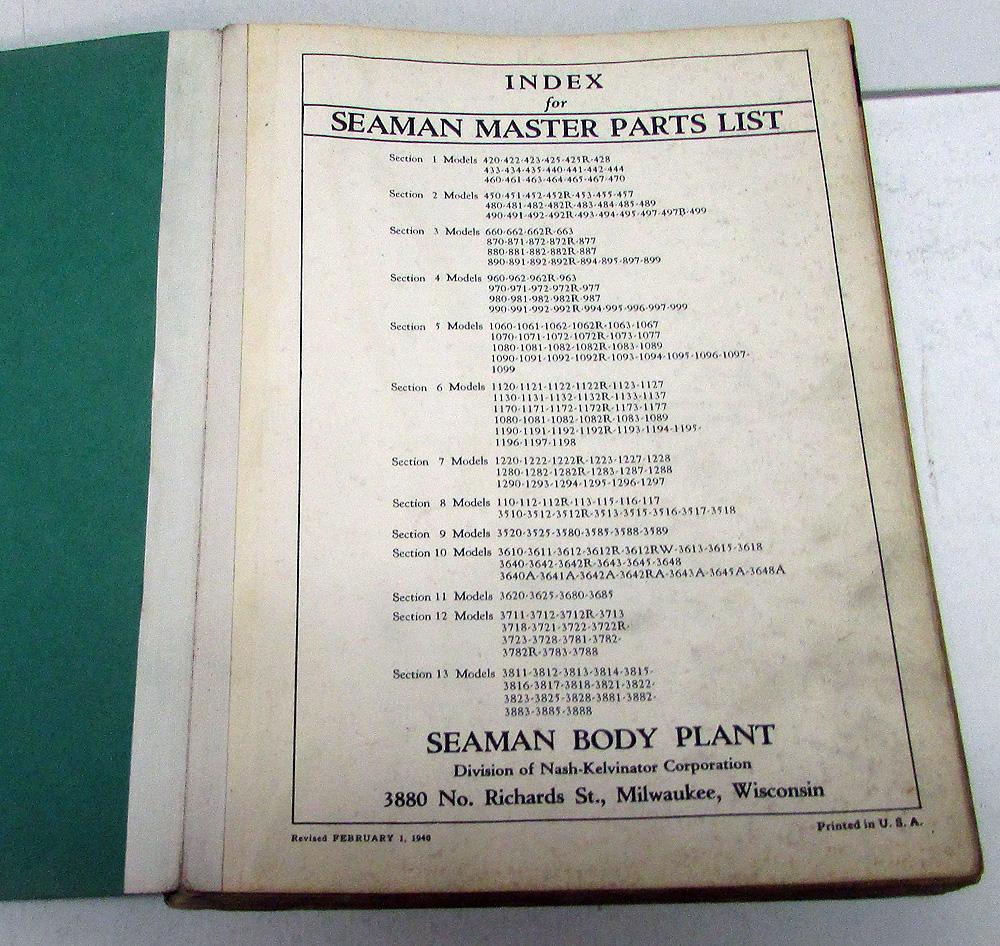 INDEX
for
SEAMAN MASTER PARTS LIST
Section 1 Models 420-422-423-425-425R-428
433-434-435-440-441-442-444
460-461-463-464-465-467-470
Section 2 Models 450-451-452-452R-453-455-457
480-481-482-482R-483-484-485-489
490-491-492-492R-493-494-495-497-497B-499
Section 3 Models 660-662-662R-663
870-871-872-872R-877
880-881-882-882R-887
890-891-892-892R-894-895-897-899
Section 4 Models 960-962-962R-963
970-971-972-972R-977
980-981-982-982R-987
990-991-992-992R-994-995-996-997-999
Section 5 Models 1060-1061-1062-1062R-1063-1067
1070-1071-1072-1072R-1073-1077
1080-1081-1082-1082R-1083-1089
1090-1091-1092-1092R-1093-1094-1095-1096-1097-
1099
Section 6 Models 1120-1121-1122-1122R-1123-1127
1130-1131-1132-1132R-1133-1137
1170-1171-1172-1172R-1173-1177
1080-1081-1082-1082R-1083-1089
1190-1191-1192-1192R-1193-1194-1195-
1196-1197-1198
Section 7 Models 1220-1222-1222R-1223-1227-1228
1280-1282-1282R-1283-1287-1288
1290-1293-1294-1295-1296-1297
Section 8 Models 110-112-112R-113-115-116-117
3510-3512-3512R-3513-3515-3516-3517-3518
Section 9 Models 3520-3525-3580-3585-3588-3589
Section 10 Models 3610-3611-3612-3612R-3612RW-3613-3615-3618
3640-3642-3642R-3643-3645-3648
3640A-3641A-3642A-3642RA-3643A-3645A-3648A
Section 11 Models 3620-3625-3680-3685
Section 12 Models 3711-3712-3712R-3713
3718-3721-3722-3722R-
3723-3728-3781-3782-
3782R-3783-3788
Section 13 Models 3811-3812-3813-3814-3815-
3816-3817-3818-3821-3822-
3823-3825-3828-3881-3882-
3883-3885-3888
SEAMAN BODY PLANT
Division of Nash-Kelvinator Corporation
3880 No. Richards St., Milwaukee, Wisconsin
Revised FEBRUARY 1, 1940
Printed in U. S. A.